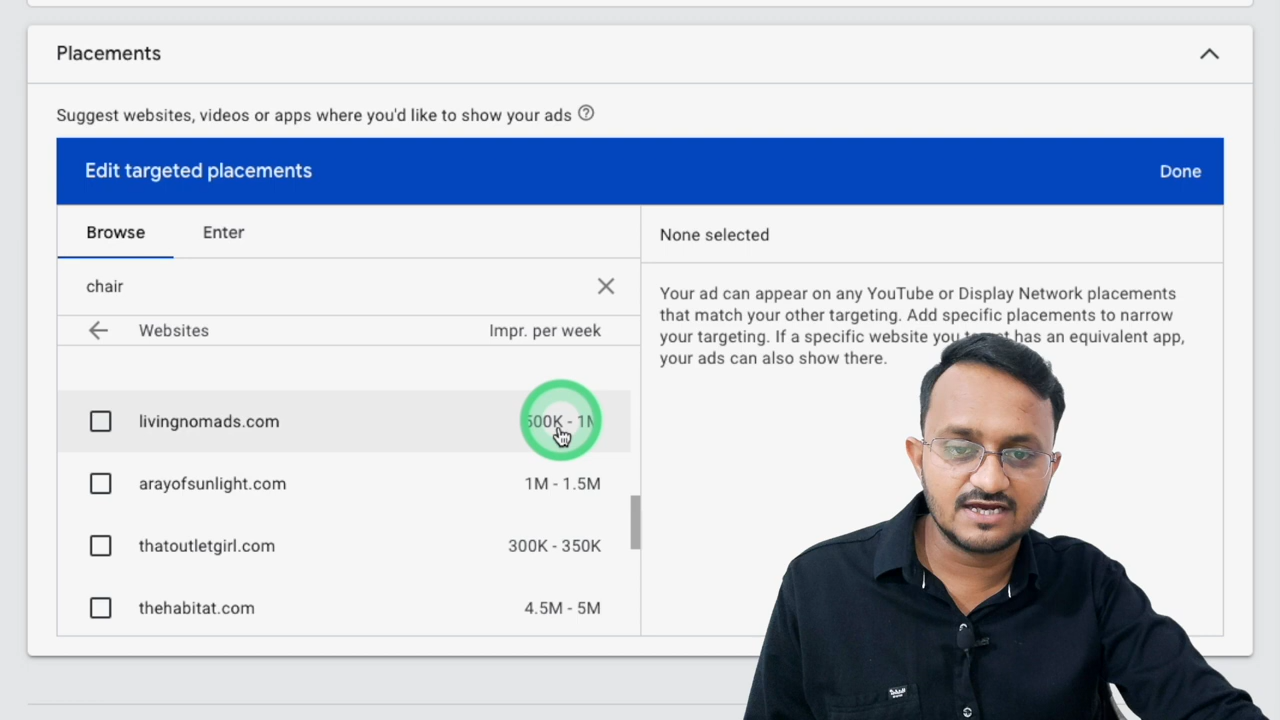 Placements
Suggest websites, videos or apps where you'd like to show your ads
Edit targeted placements
Done
Browse
Enter
None selected
chair
Your ad can appear on any YouTube or Display Network placements
that match your other targeting. Add specific placements to narrow
your targeting. If a specific website you has an equivalent app,
your ads can also show there.
Websites
Impr. per week
livingnomads.com
500K - 1M
arayofsunlight.com
1M - 1.5M
thatoutletgirl.com
300K - 350K
thehabitat.com
4.5M - 5M